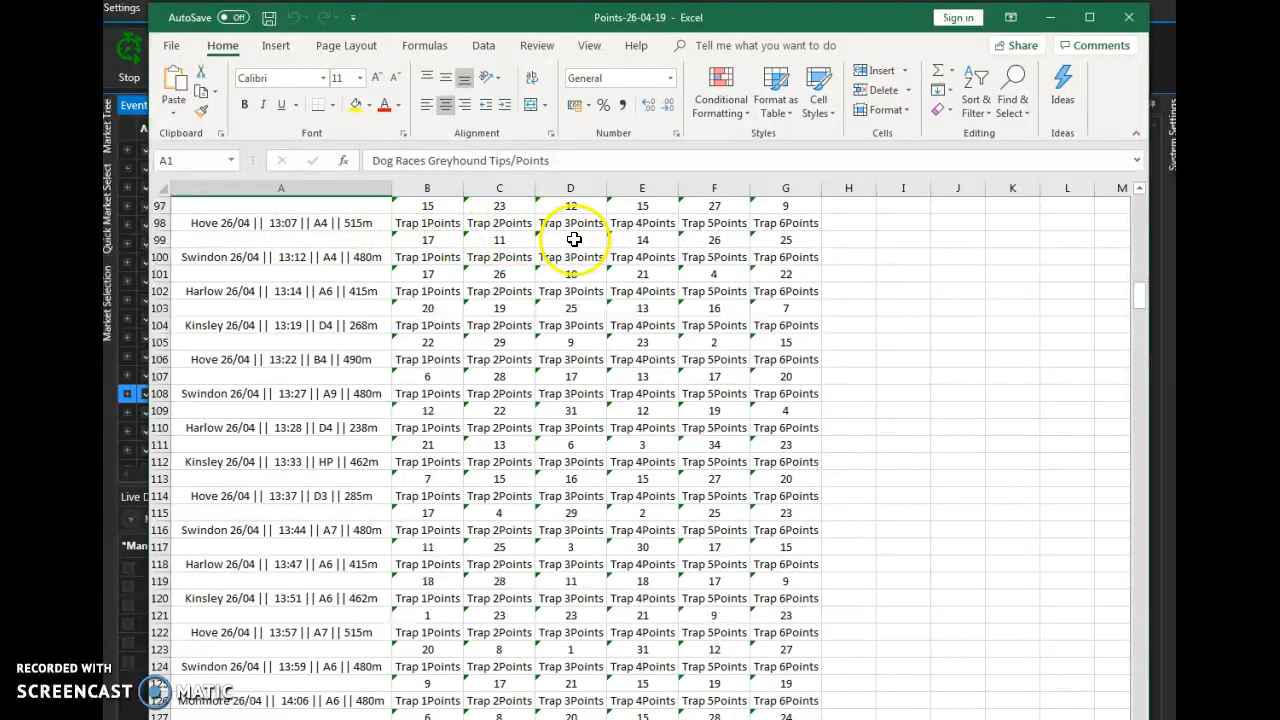 Settings
AutoSave Off Points-26-04-19 - Excel Sign in
File Home Insert Page Layout Formulas Data Review View Help Tell me what you want to do Share Comments
Stop
Paste Calibri 11 General Conditional Formatting Format as Table Cell Styles Insert Delete Format Sort & Filter Find & Select Ideas
Clipboard Font Alignment Number Styles Cells Editing Ideas
Event
Market Tree
Quick Market Select
Market Selection
System Settings
A1 fx Dog Races Greyhound Tips/Points
A B C D E F G H I J K L M
97 15 23 12 15 27 9
98 Hove 26/04 || 13:07 || A4 || 515m Trap 1Points Trap 2Points Trap 3Points Trap 4Points Trap 5Points Trap 6Points
99 17 11 14 26 25
100 Swindon 26/04 || 13:12 || A4 || 480m Trap 1Points Trap 2Points Trap 3Points Trap 4Points Trap 5Points Trap 6Points
101 17 26 21 4 22
102 Harlow 26/04 || 13:14 || A6 || 415m Trap 1Points Trap 2Points Trap 3Points Trap 4Points Trap 5Points Trap 6Points
103 20 19 25 13 16 7
104 Kinsley 26/04 || 13:19 || D4 || 268m Trap 1Points Trap 2Points Trap 3Points Trap 4Points Trap 5Points Trap 6Points
105 22 29 9 23 2 15
106 Hove 26/04 || 13:22 || B4 || 490m Trap 1Points Trap 2Points Trap 3Points Trap 4Points Trap 5Points Trap 6Points
107 6 28 17 13 17 20
108 Swindon 26/04 || 13:27 || A9 || 480m Trap 1Points Trap 2Points Trap 3Points Trap 4Points Trap 5Points Trap 6Points
109 12 22 31 12 19 4
110 Harlow 26/04 || 13:28 || D4 || 238m Trap 1Points Trap 2Points Trap 3Points Trap 4Points Trap 5Points Trap 6Points
111 21 13 6 3 34 23
112 Kinsley 26/04 || 13:33 || HP || 462m Trap 1Points Trap 2Points Trap 3Points Trap 4Points Trap 5Points Trap 6Points
113 7 15 16 15 27 20
Live D
114 Hove 26/04 || 13:37 || D3 || 285m Trap 1Points Trap 2Points Trap 3Points Trap 4Points Trap 5Points Trap 6Points
115 17 4 29 2 25 23
116 Swindon 26/04 || 13:44 || A7 || 480m Trap 1Points Trap 2Points Trap 3Points Trap 4Points Trap 5Points Trap 6Points
*Man
117 11 25 3 30 17 15
118 Harlow 26/04 || 13:47 || A6 || 415m Trap 1Points Trap 2Points Trap 3Points Trap 4Points Trap 5Points Trap 6Points
119 18 28 11 18 17 9
120 Kinsley 26/04 || 13:51 || A6 || 462m Trap 1Points Trap 2Points Trap 3Points Trap 4Points Trap 5Points Trap 6Points
121 1 23 23 21 9 23
122 Hove 26/04 || 13:57 || A7 || 515m Trap 1Points Trap 2Points Trap 3Points Trap 4Points Trap 5Points Trap 6Points
123 20 8 1 31 12 27
124 Swindon 26/04 || 13:58 || A6 || 480m Trap 1Points Trap 2Points Trap 3Points Trap 4Points Trap 5Points Trap 6Points
9 17 21 15 19 19
Monmore 26/04 || 14:06 || A6 || 480m Trap 1Points Trap 2Points Trap 3Points Trap 4Points Trap 5Points Trap 6Points
127 6 8 20 15 28 24
RECORDED WITH
SCREENCAST MATIC